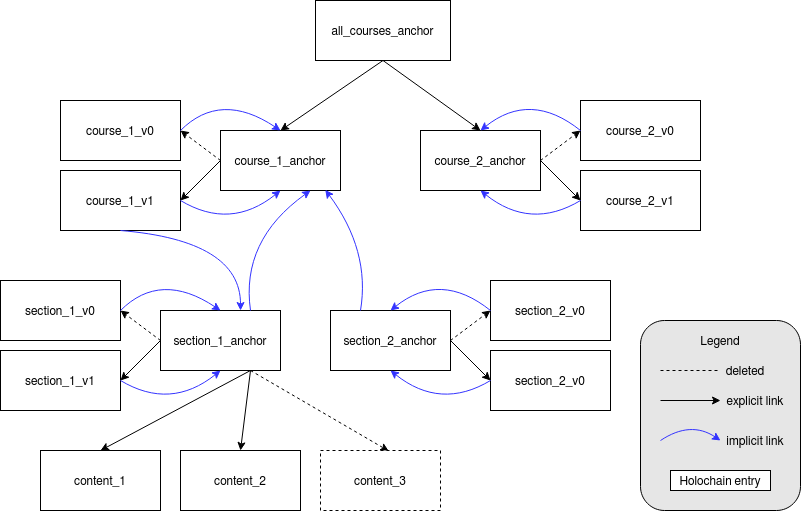 all_courses_anchor
course_1_v0
course_2_v0
course_1_anchor
course_2_anchor
course_1_v1
course_2_v1
section_1_v0
section_2_v0
section_1_anchor
section_2_anchor
section_1_v1
section_2_v0
content_1
content_2
content_3
Legend
deleted
explicit link
implicit link
Holochain entry